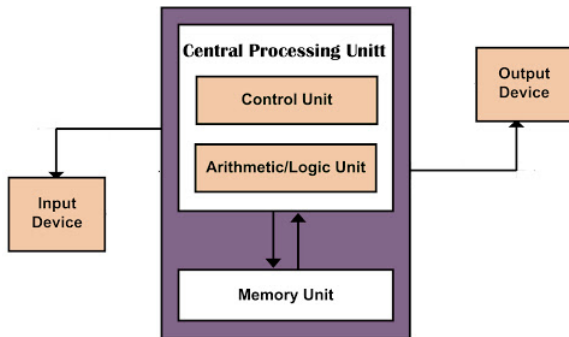 Central Processing Unitt
Control Unit
Arithmetic/Logic Unit
Memory Unit
Input
Device
Output
Device